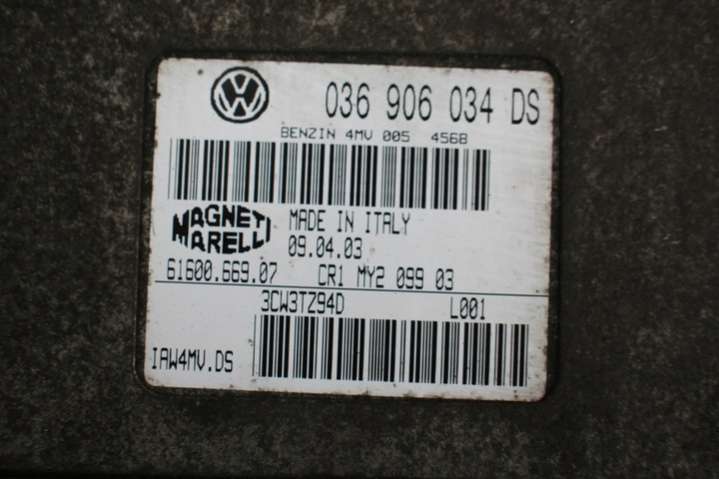 036 906 034 DS
BENZIN 4MV 005 4568
MAGNETI
MARELLI
MADE IN ITALY
09.04.03
61600.669.07 CR1 MY2 099 03
3CW3TZ94D L001
IAW4MV.DS